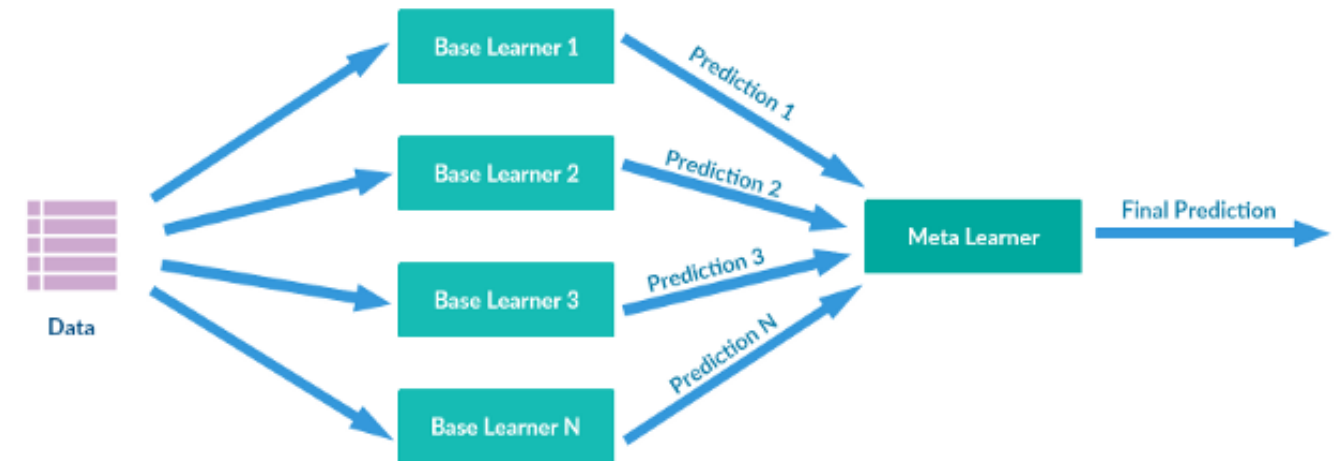 Base Learner 1
Prediction 1
Base Learner 2
Prediction 2
Data
Meta Learner
Final Prediction
Base Learner 3
Prediction 3
Base Learner N
Prediction N